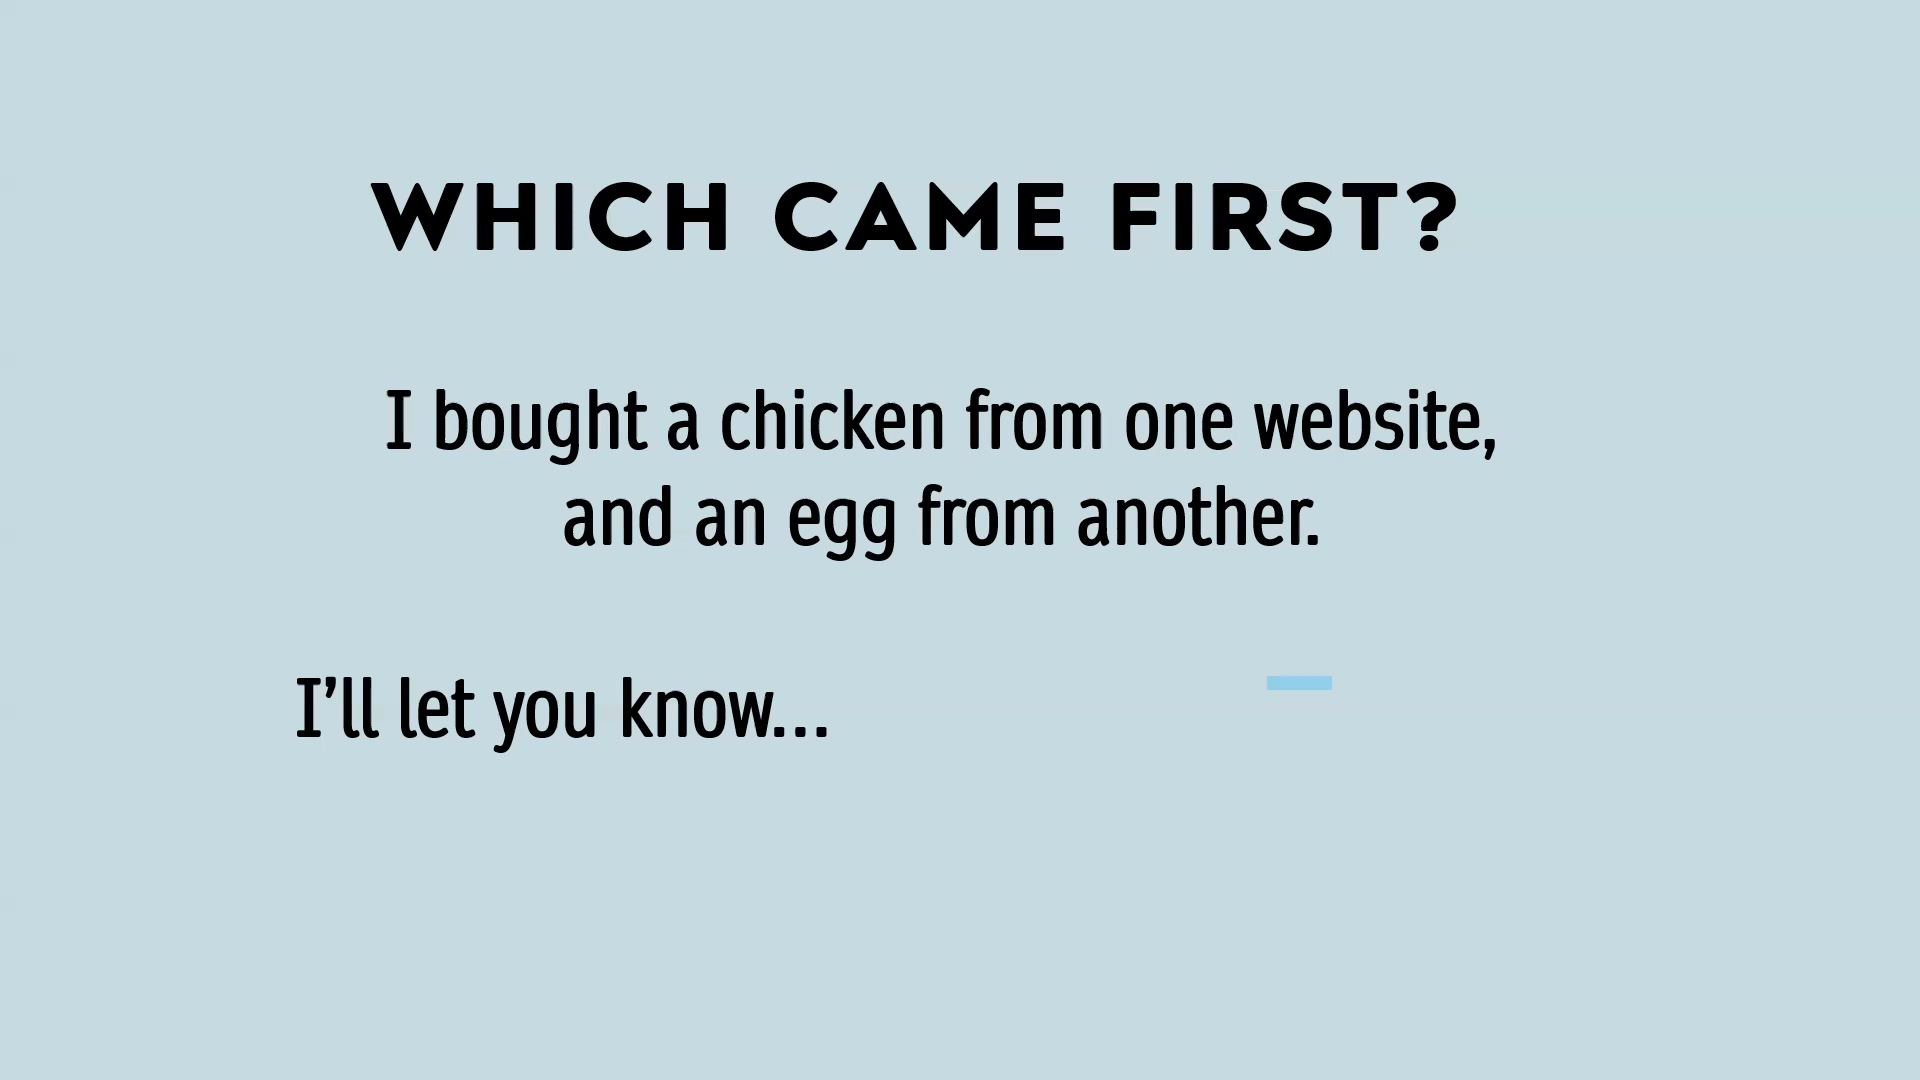 WHICH CAME FIRST?
I bought a chicken from one website,
and an egg from another.
I’ll let you know…